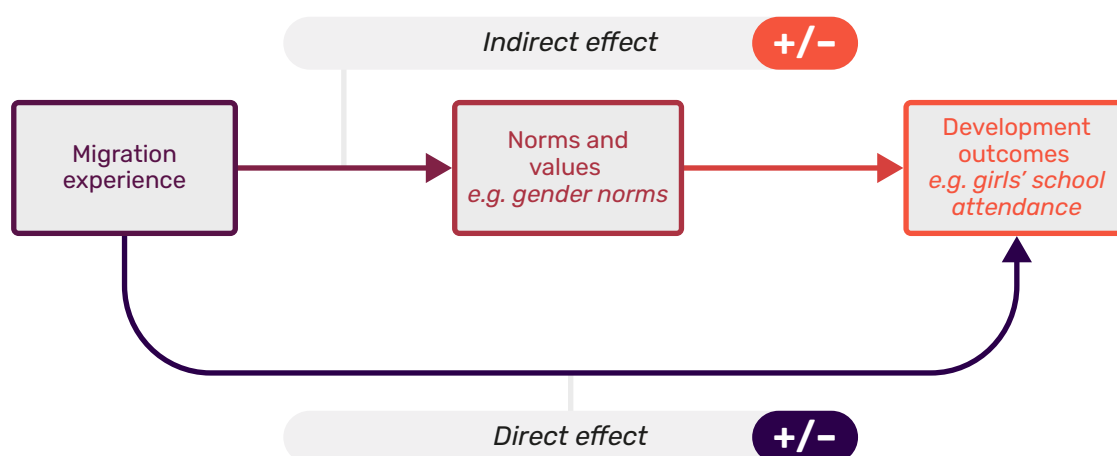 Indirect effect +/−
Migration
experience
Norms and
values
e.g. gender norms
Development
outcomes
e.g. girls’ school
attendance
Direct effect +/−